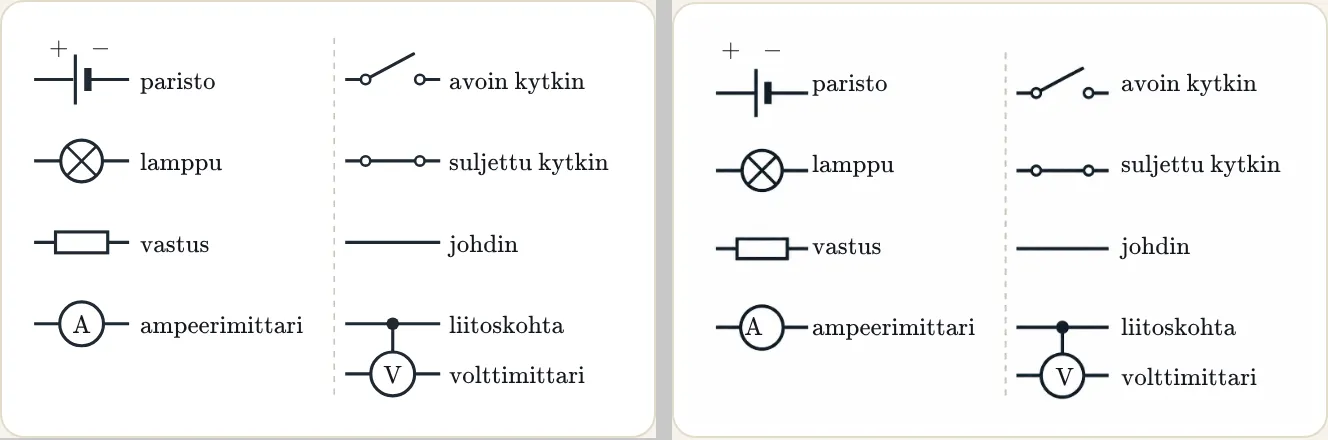 + −
paristo
lamppu
vastus
A ampeerimittari
avoin kytkin
suljettu kytkin
johdin
liitoskohta
V volttimittari
+ −
paristo
lamppu
vastus
A ampeerimittari
avoin kytkin
suljettu kytkin
johdin
liitoskohta
V volttimittari